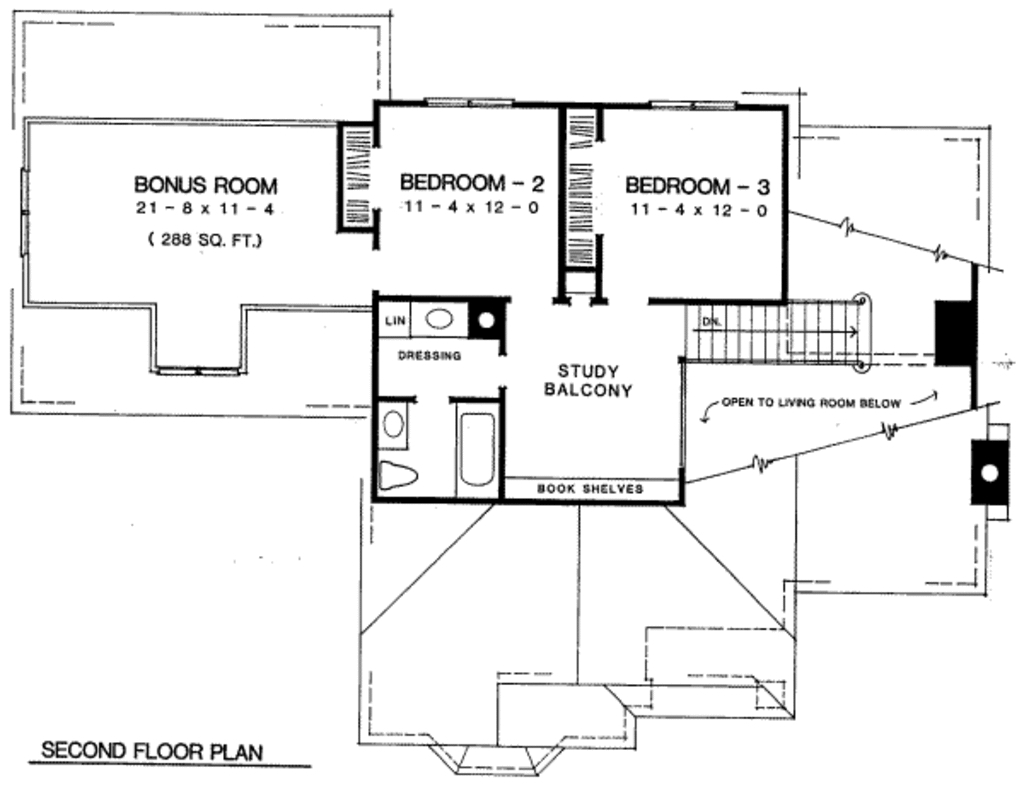 BONUS ROOM
21 - 8 x 11 - 4
( 288 SQ. FT.)
BEDROOM - 2
11 - 4 x 12 - 0
BEDROOM - 3
11 - 4 x 12 - 0
LIN
DRESSING
STUDY
BALCONY
DN.
OPEN TO LIVING ROOM BELOW
BOOK SHELVES
SECOND FLOOR PLAN